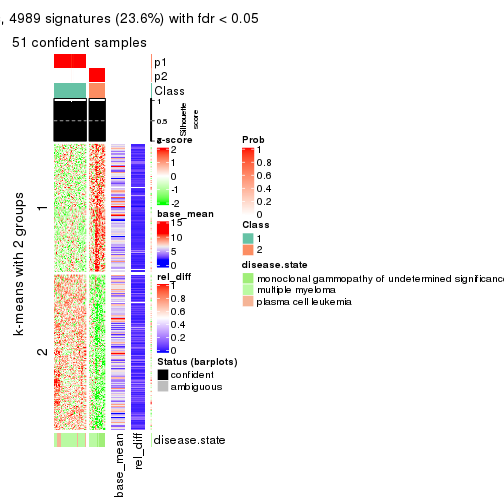 , 4989 signatures (23.6%) with fdr < 0.05
51 confident samples
p1
p2
Class
1
0.5
Silhouette
score
k-means with 2 groups
1
2
z-score
2
1
0
-1
-2
base_mean
15
10
5
0
rel_diff
1
0.8
0.6
0.4
0.2
0
Status (barplots)
confident
ambiguous
Prob
1
0.8
0.6
0.4
0.2
0
Class
1
2
disease.state
monoclonal gammopathy of undetermined significance
multiple myeloma
plasma cell leukemia
disease.state
base_mean
rel_diff